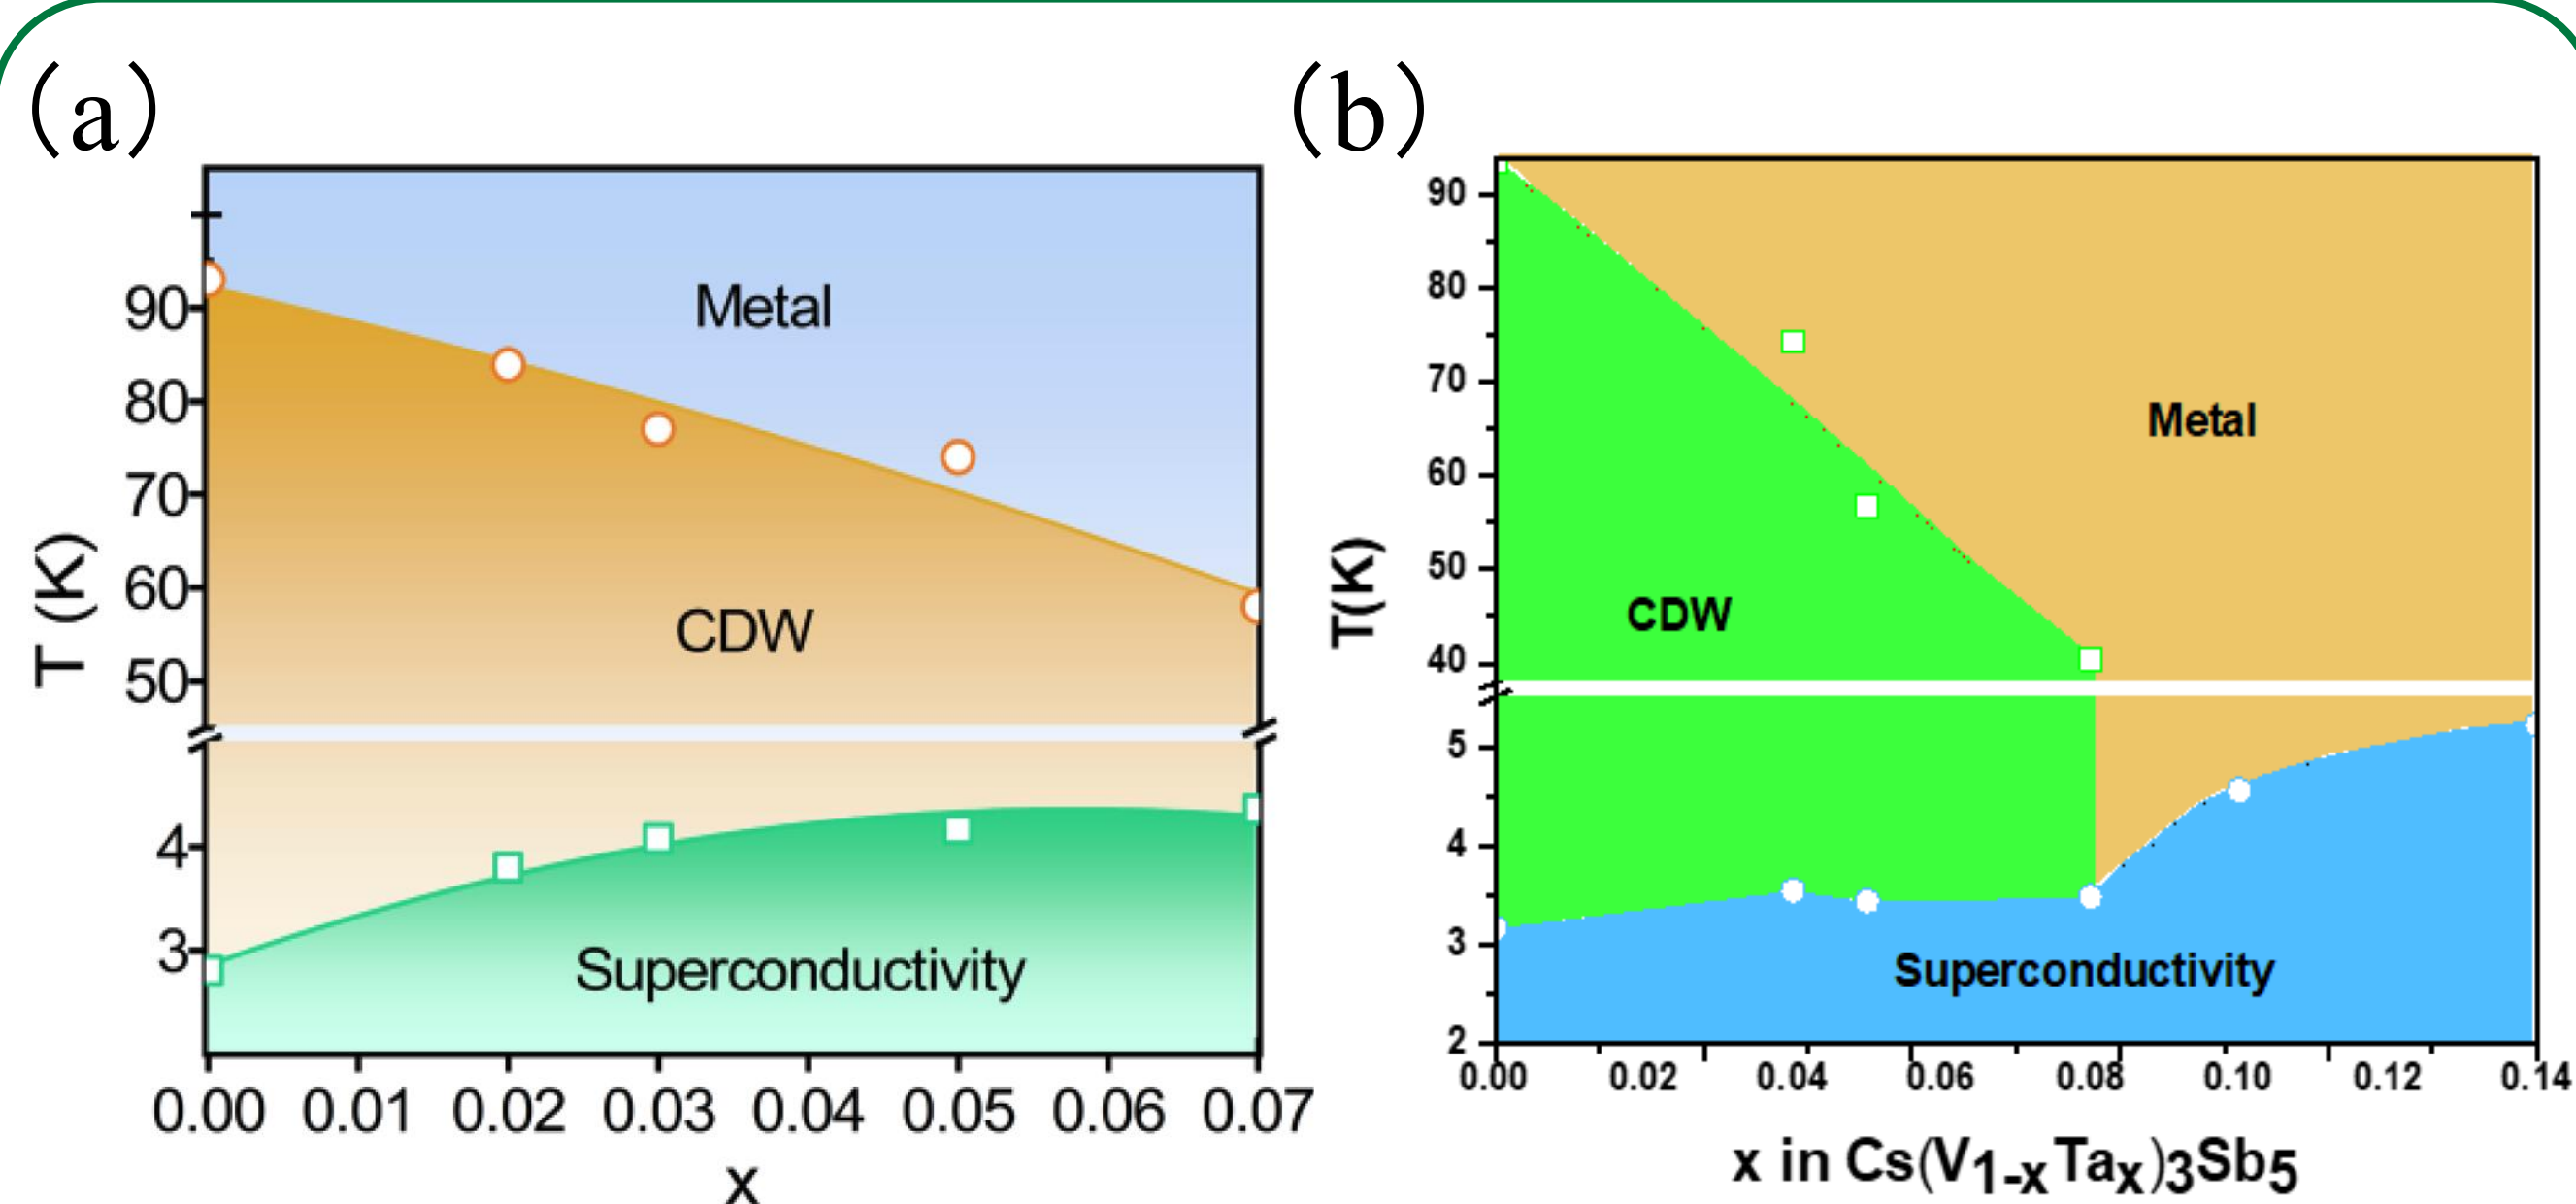 (a)
Metal
CDW
Superconductivity
T (K)
90
80
70
60
50
4
3
0.00 0.01 0.02 0.03 0.04 0.05 0.06 0.07
x
(b)
Metal
CDW
Superconductivity
T(K)
90
80
70
60
50
40
5
4
3
2
0.00 0.02 0.04 0.06 0.08 0.10 0.12 0.14
x in Cs(V1-xTax)3Sb5